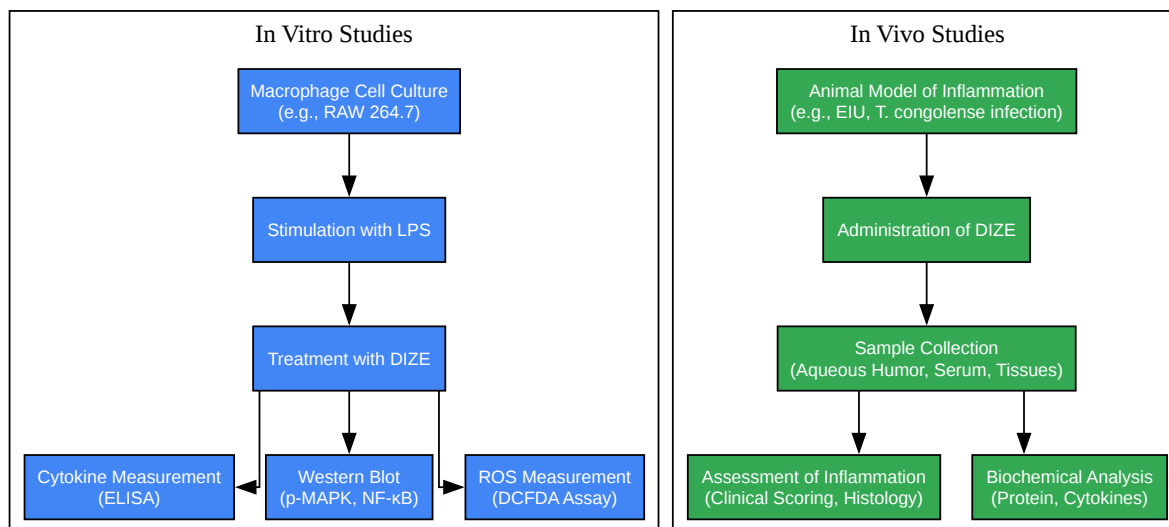 In Vitro Studies
Macrophage Cell Culture
(e.g., RAW 264.7)
Stimulation with LPS
Treatment with DIZE
Cytokine Measurement
(ELISA)
Western Blot
(p-MAPK, NF-κB)
ROS Measurement
(DCFDA Assay)
In Vivo Studies
Animal Model of Inflammation
(e.g., EIU, T. congolense infection)
Administration of DIZE
Sample Collection
(Aqueous Humor, Serum, Tissues)
Assessment of Inflammation
(Clinical Scoring, Histology)
Biochemical Analysis
(Protein, Cytokines)